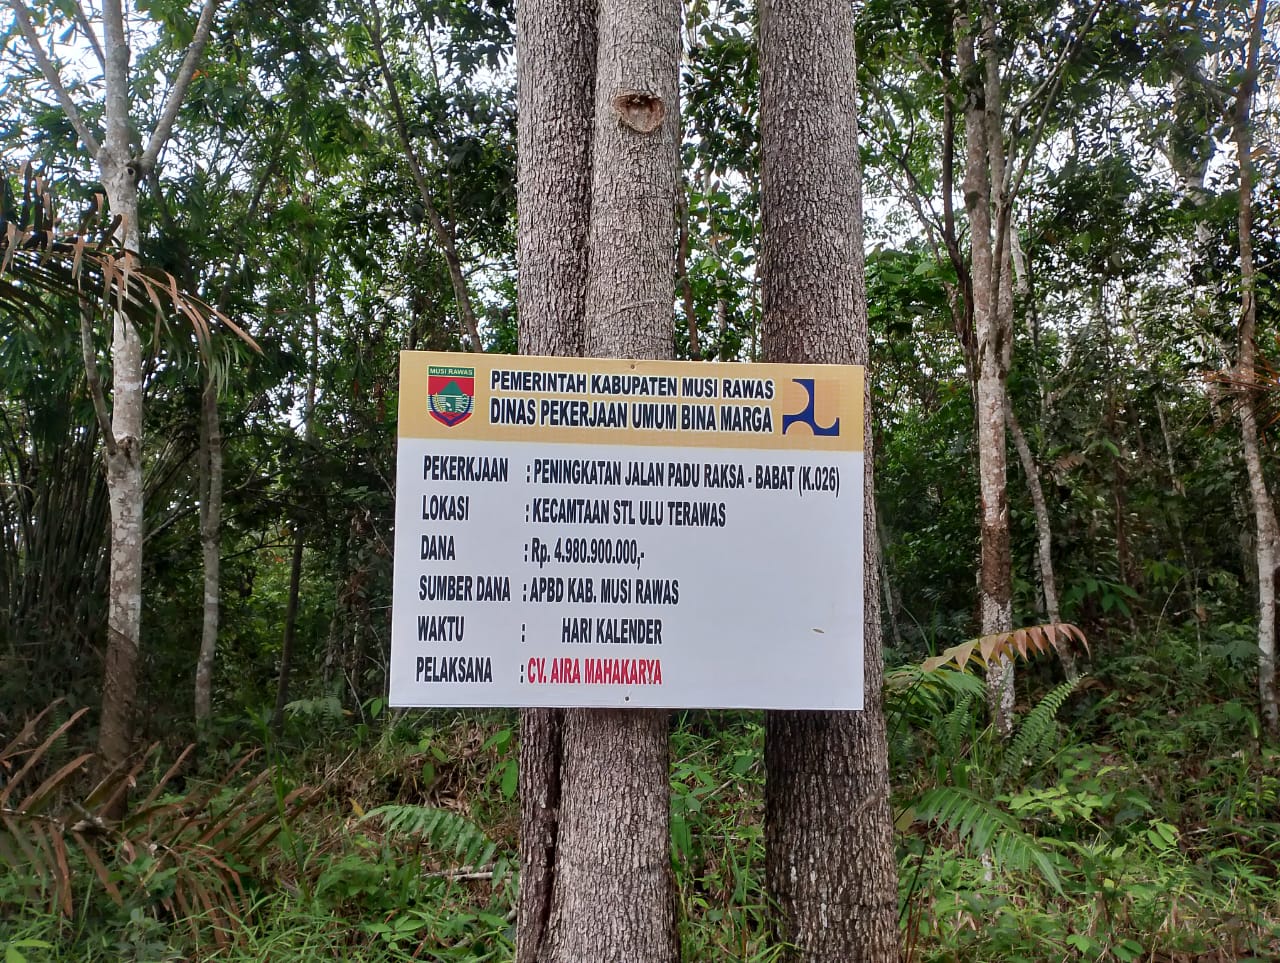 MUSI RAWAS
PEMERINTAH KABUPATEN MUSI RAWAS
DINAS PEKERJAAN UMUM BINA MARGA
PEKERKJAAN : PENINGKATAN JALAN PADU RAKSA - BABAT (K.026)
LOKASI : KECAMTAAN STL ULU TERAWAS
DANA : Rp. 4.980.900.000,-
SUMBER DANA : APBD KAB. MUSI RAWAS
WAKTU : HARI KALENDER
PELAKSANA : CV. AIRA MAHAKARYA